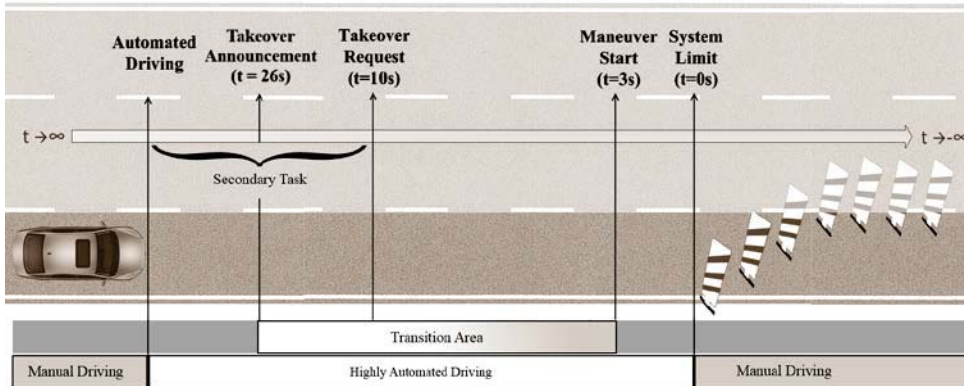 Automated
Driving
Takeover
Announcement
(t = 26s)
Takeover
Request
(t=10s)
Maneuver
Start
(t=3s)
System
Limit
(t=0s)
t →∞
t→-∞
Secondary Task
Transition Area
Manual Driving
Highly Automated Driving
Manual Driving